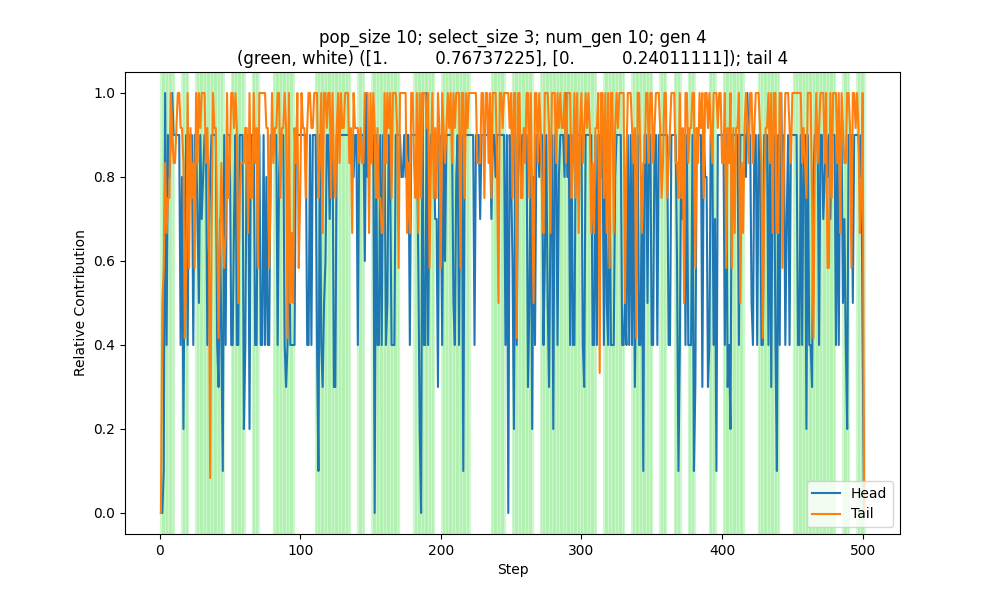 pop_size 10; select_size 3; num_gen 10; gen 4
(green, white) ([1.          0.76737225], [0.          0.24011111]); tail 4
1.0
0.8
0.6
0.4
0.2
0.0
Relative Contribution
Head
Tail
0
100
200
300
400
500
Step